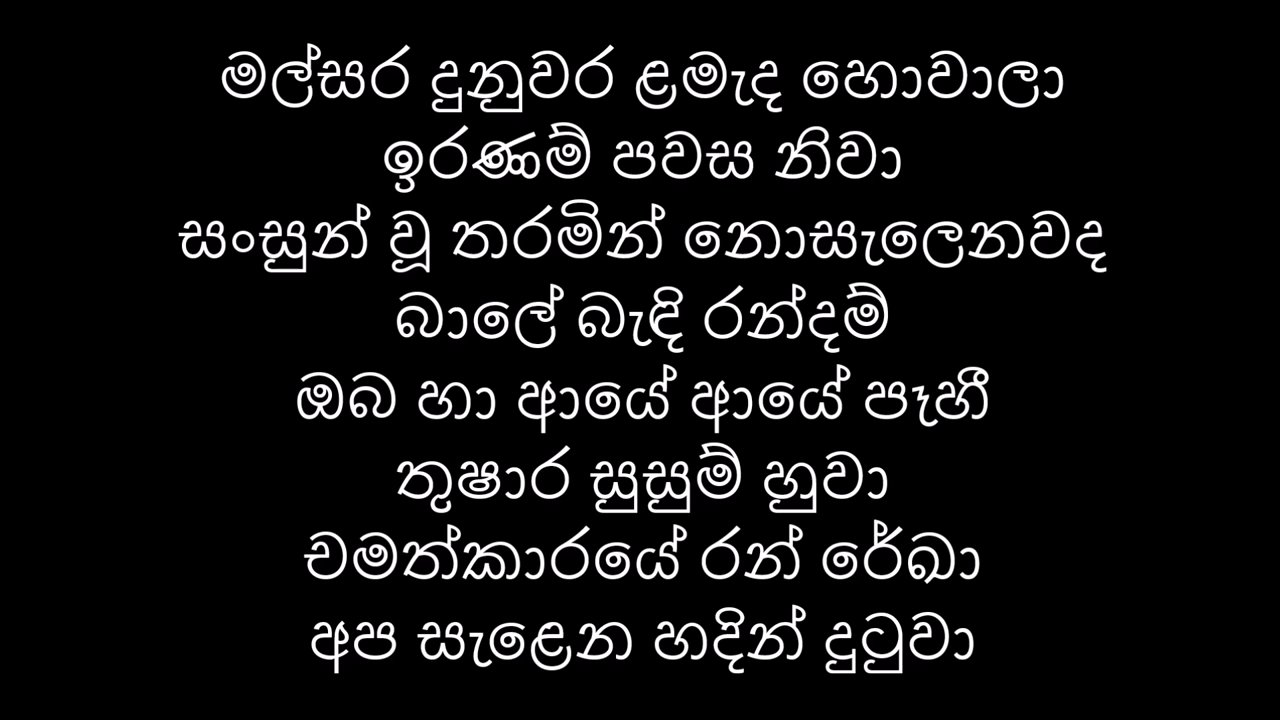 මල්සර දුනුවර ළමැද හොවාලා
ඉරණම් පවස නිවා
සංසුන් වූ තරමින් නොසැලෙනවද
බාලේ බැඳි රන්දම්
ඔබ හා ආයේ ආයේ පෑහී
තුෂාර සුසුම් හුවා
චමත්කාරයේ රන් රේඛා
අප සැළෙන හදින් දුටුවා